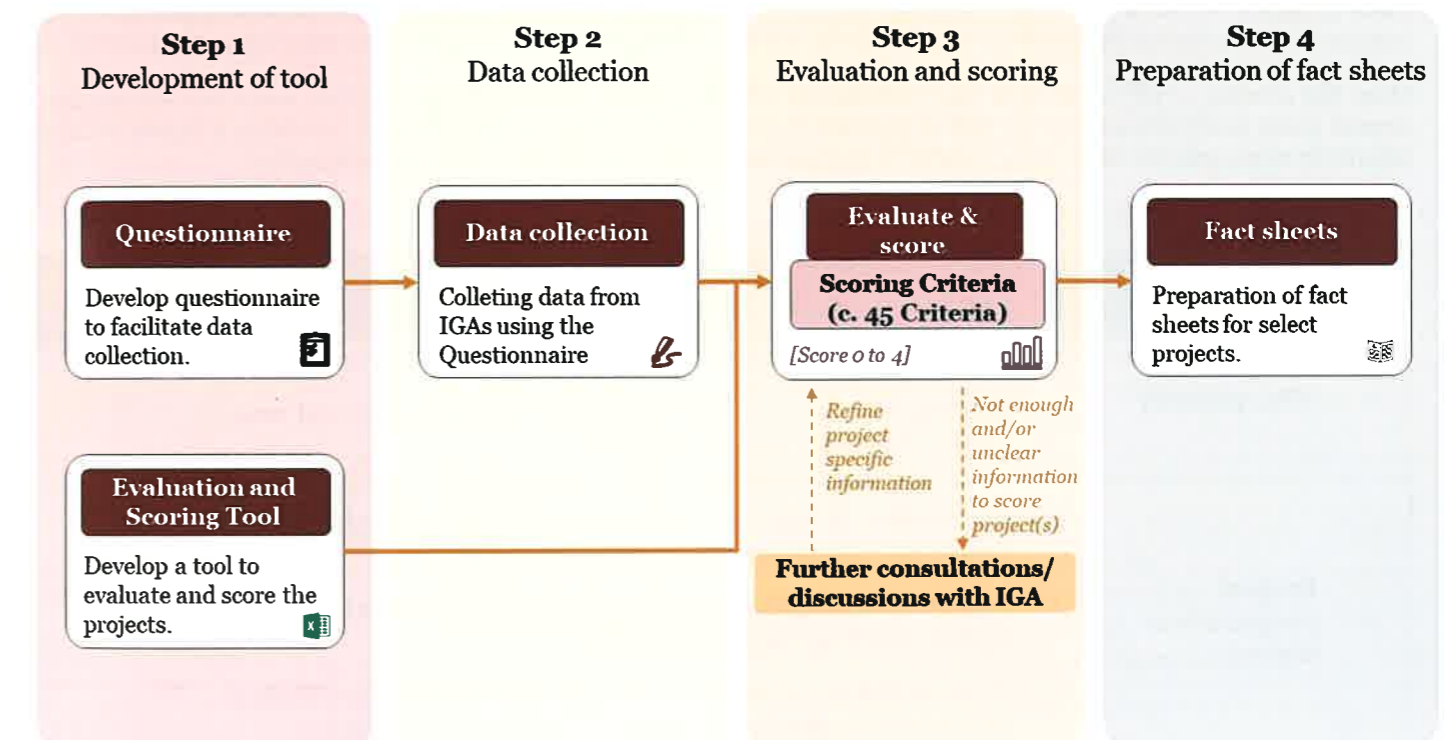 Step 1
Development of tool
Step 2
Data collection
Step 3
Evaluation and scoring
Step 4
Preparation of fact sheets
Questionnaire
Develop questionnaire
to facilitate data
collection.
Data collection
Colleting data from
IGAs using the
Questionnaire
Evaluate &
score
Scoring Criteria
(c. 45 Criteria)
[Score 0 to 4]
Fact sheets
Preparation of fact
sheets for select
projects.
Refine
project
specific
information
Not enough
and/or
unclear
information
to score
project(s)
Evaluation and
Scoring Tool
Develop a tool to
evaluate and score the
projects.
Further consultations/
discussions with IGA